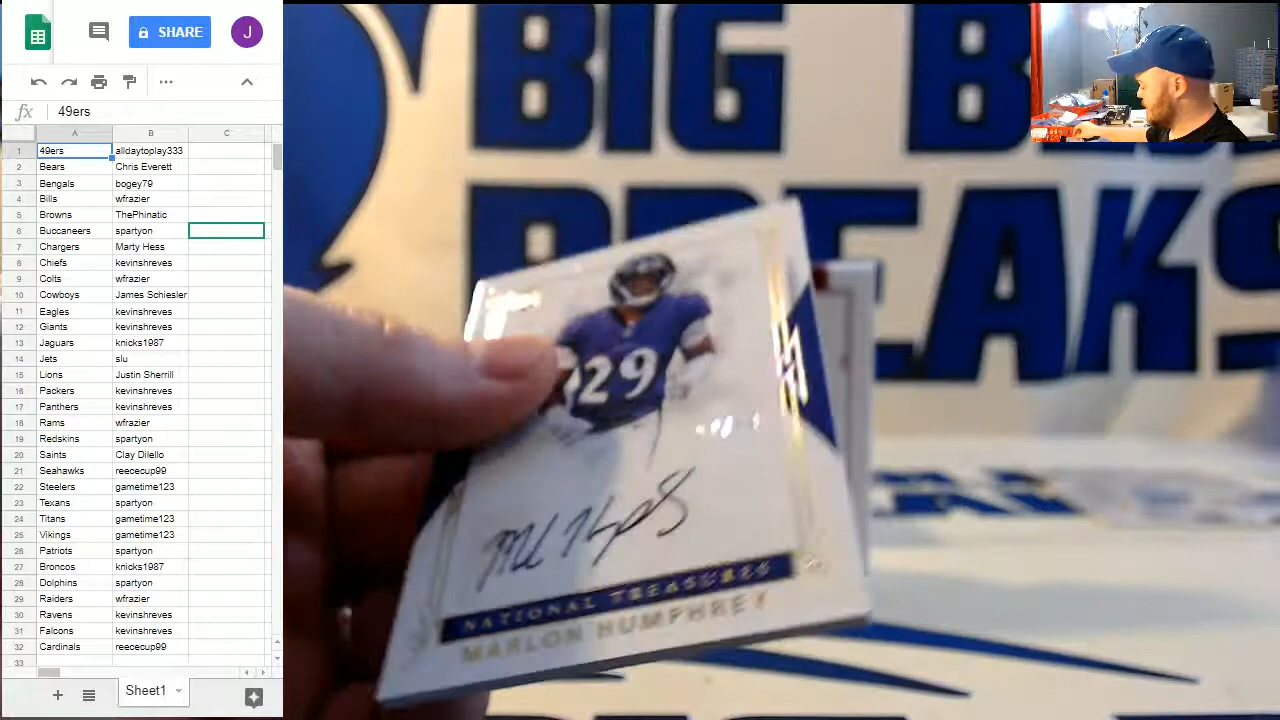 SHARE
J
fx 49ers
A B C
1 49ers alldaytoplay333
2 Bears Chris Everett
3 Bengals bogey79
4 Bills wfrazier
5 Browns ThePhinatic
6 Buccaneers spartyon
7 Chargers Marty Hess
8 Chiefs kevinshreves
9 Colts wfrazier
10 Cowboys James Schiesler
11 Eagles kevinshreves
12 Giants kevinshreves
13 Jaguars knicks1987
14 Jets slu
15 Lions Justin Sherrill
16 Packers kevinshreves
17 Panthers kevinshreves
18 Rams wfrazier
19 Redskins spartyon
20 Saints Clay Dilello
21 Seahawks reececup99
22 Steelers gametime123
23 Texans spartyon
24 Titans gametime123
25 Vikings gametime123
26 Patriots spartyon
27 Broncos knicks1987
28 Dolphins spartyon
29 Raiders wfrazier
30 Ravens kevinshreves
31 Falcons kevinshreves
32 Cardinals reececup99
33
Sheet1
BIG
BREAKS
29
NATIONAL TREASURES
MARLON HUMPHREY